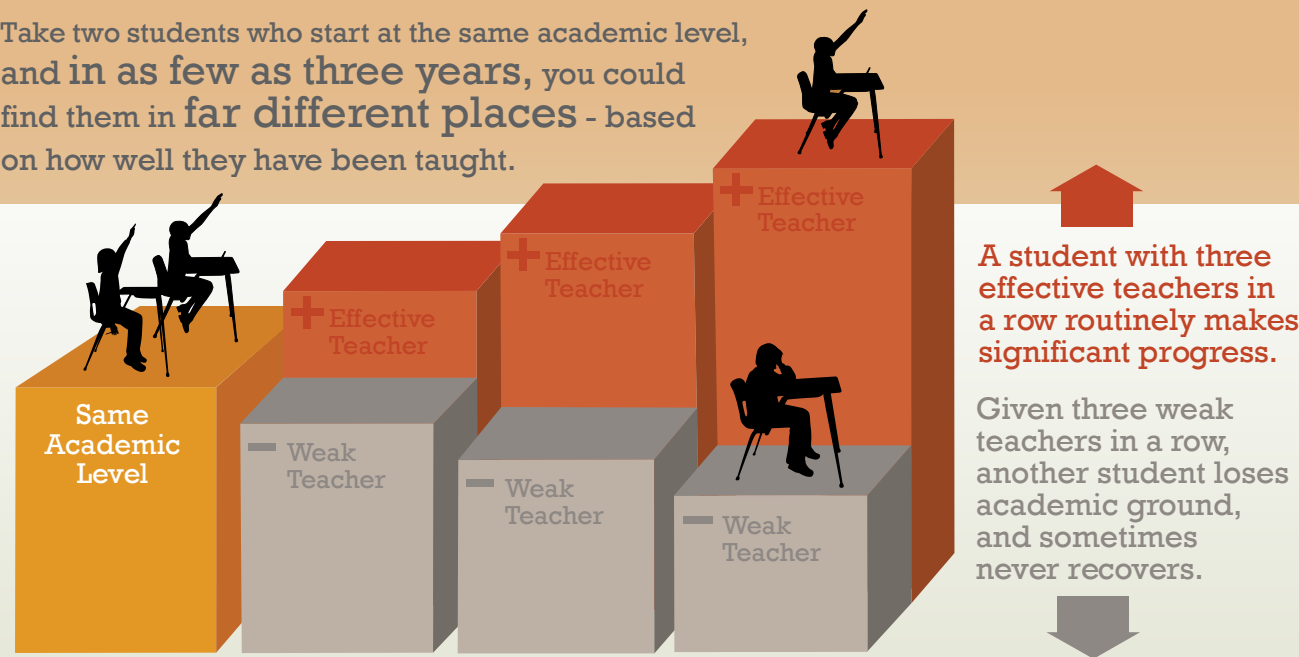 Take two students who start at the same academic level,
and in as few as three years, you could
find them in far different places - based
on how well they have been taught.
Same
Academic
Level
+ Effective
Teacher
- Weak
Teacher
+ Effective
Teacher
- Weak
Teacher
+ Effective
Teacher
- Weak
Teacher
A student with three
effective teachers in
a row routinely makes
significant progress.
Given three weak
teachers in a row,
another student loses
academic ground,
and sometimes
never recovers.